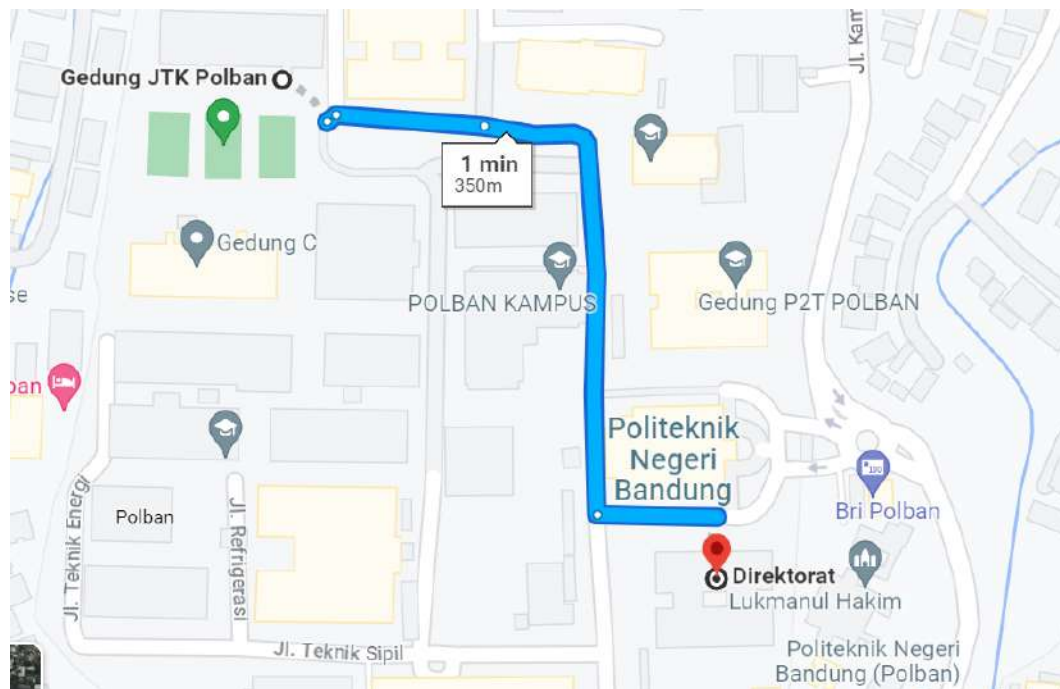 Gedung JTK Polban
Jl. Kam
1 min
350m
Gedung C
se
POLBAN KAMPUS
Gedung P2T POLBAN
ban
Politeknik
Negeri
Bandung
Bri Polban
Polban
Jl. Teknik Energi
Jl. Refrigerasi
Direktorat
Lukmanul Hakim
Jl. Teknik Sipil
Politeknik Negeri
Bandung (Polban)